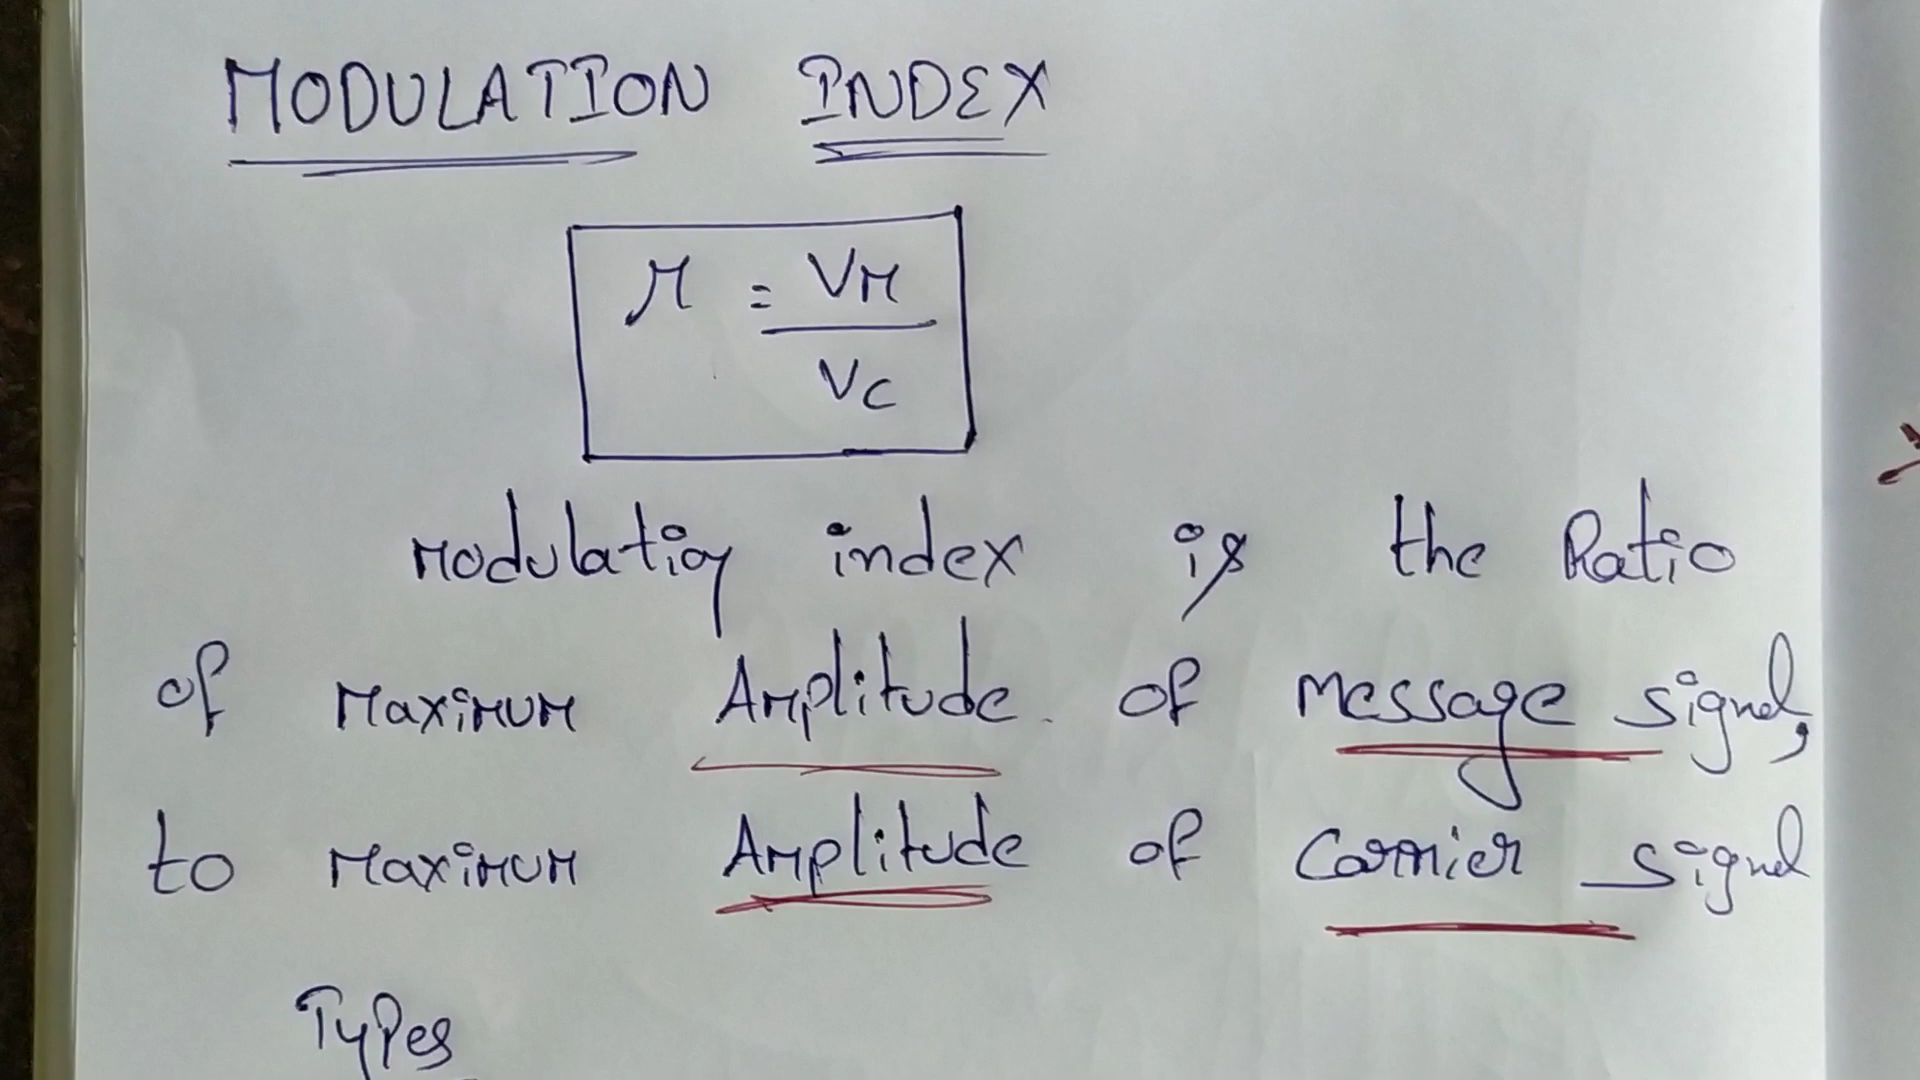 MODULATION INDEX
μ = VM
VC
Modulation index is the Ratio
of Maximum Amplitude of Message signal,
to Maximum Amplitude of Carrier signal
Types